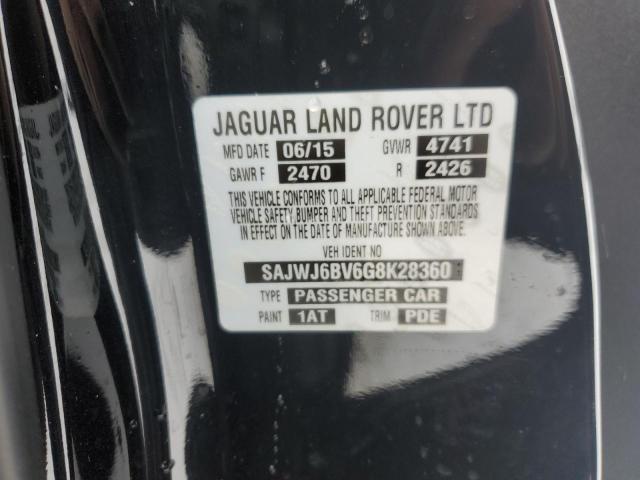 JAGUAR LAND ROVER LTD
MFD DATE 06/15 GVWR 4741
GAWR F 2470 R 2426
THIS VEHICLE CONFORMS TO ALL APPLICABLE FEDERAL MOTOR
VEHICLE SAFETY, BUMPER AND THEFT PREVENTION STANDARDS
IN EFFECT ON THE DATE OF MANUFACTURE SHOWN ABOVE.
VEH IDENT NO
SAJWJ6BV6G8K28360
TYPE PASSENGER CAR
PAINT 1AT TRIM PDE